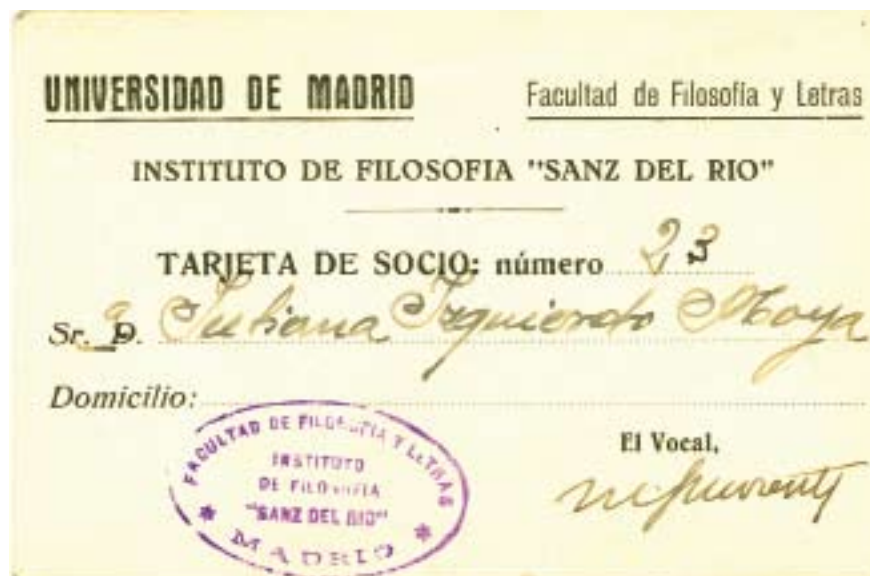 UNIVERSIDAD DE MADRID Facultad de Filosofía y Letras
INSTITUTO DE FILOSOFIA "SANZ DEL RIO"
TARJETA DE SOCIO: número 23
Sr.ª D. Juliana Izquierdo Moya
Domicilio:
FACULTAD DE FILOSOFIA Y LETRAS
INSTITUTO
DE FILOSOFIA
"SANZ DEL RIO"
* MADRID *
El Vocal,